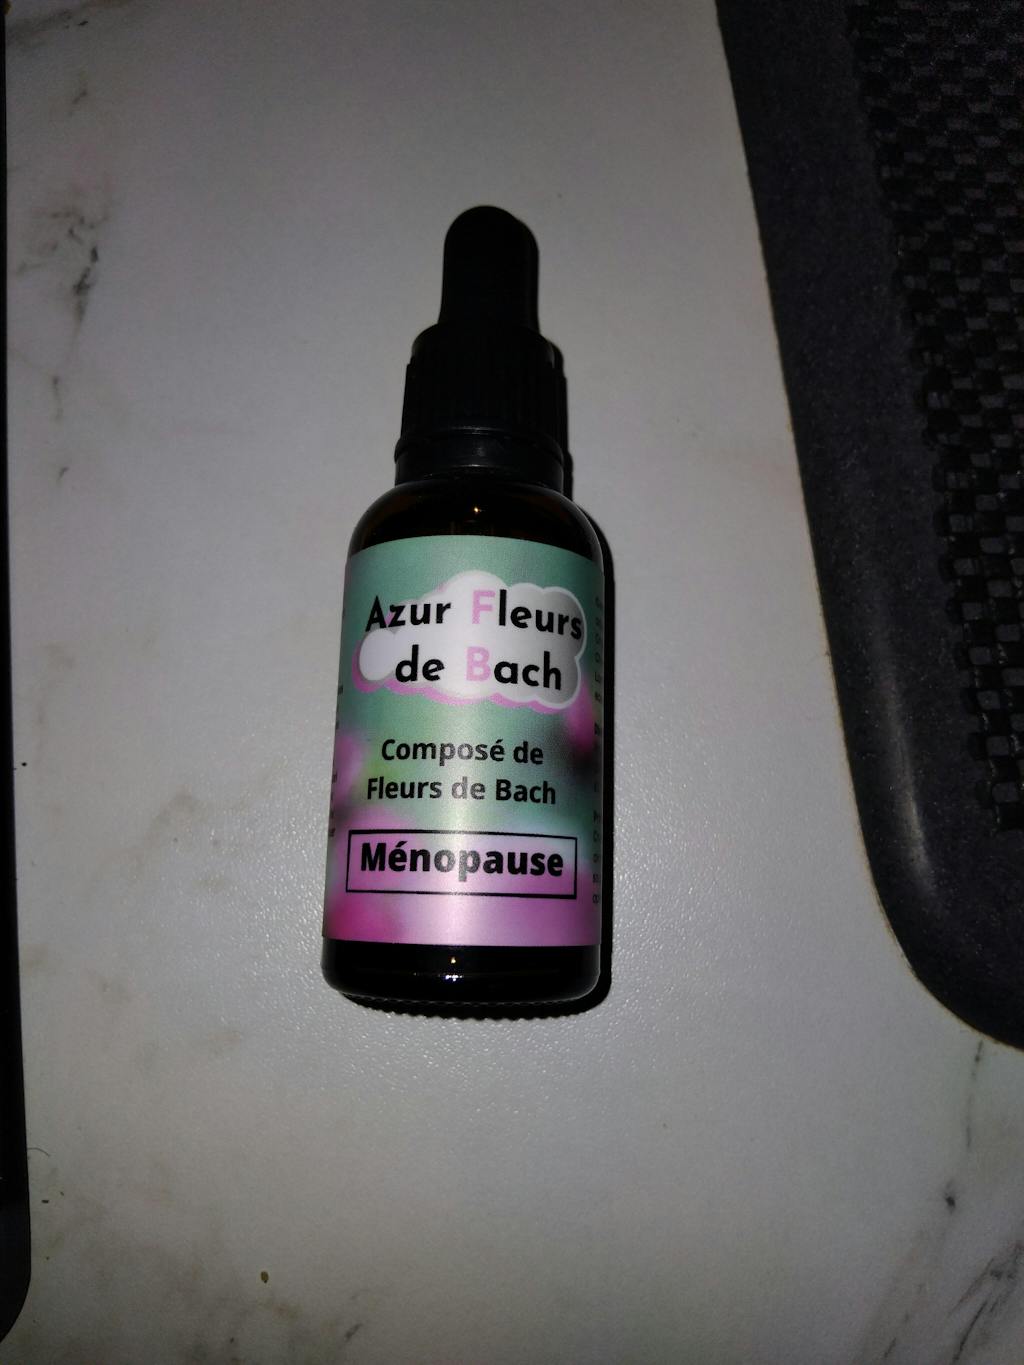 Azur Fleurs
de Bach
Composé de
Fleurs de Bach
Ménopause